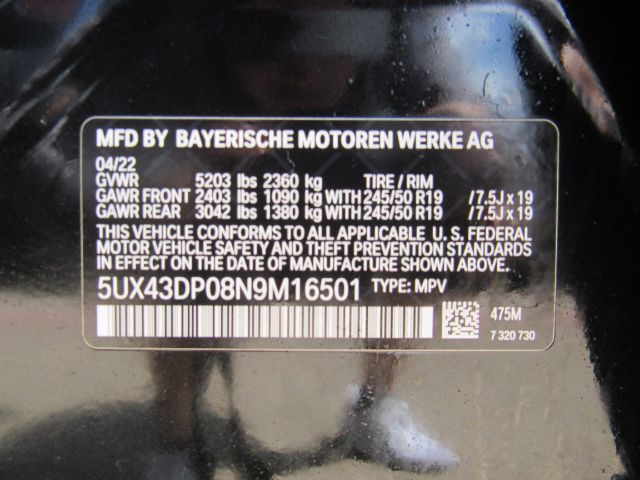 MFD BY BAYERISCHE MOTOREN WERKE AG
04/22
GVWR 5203 lbs 2360 kg TIRE / RIM
GAWR FRONT 2403 lbs 1090 kg WITH 245/50 R19 / 7.5J x 19
GAWR REAR 3042 lbs 1380 kg WITH 245/50 R19 / 7.5J x 19
THIS VEHICLE CONFORMS TO ALL APPLICABLE U. S. FEDERAL
MOTOR VEHICLE SAFETY AND THEFT PREVENTION STANDARDS
IN EFFECT ON THE DATE OF MANUFACTURE SHOWN ABOVE.
5UX43DP08N9M16501 TYPE: MPV
475M
7 320 730